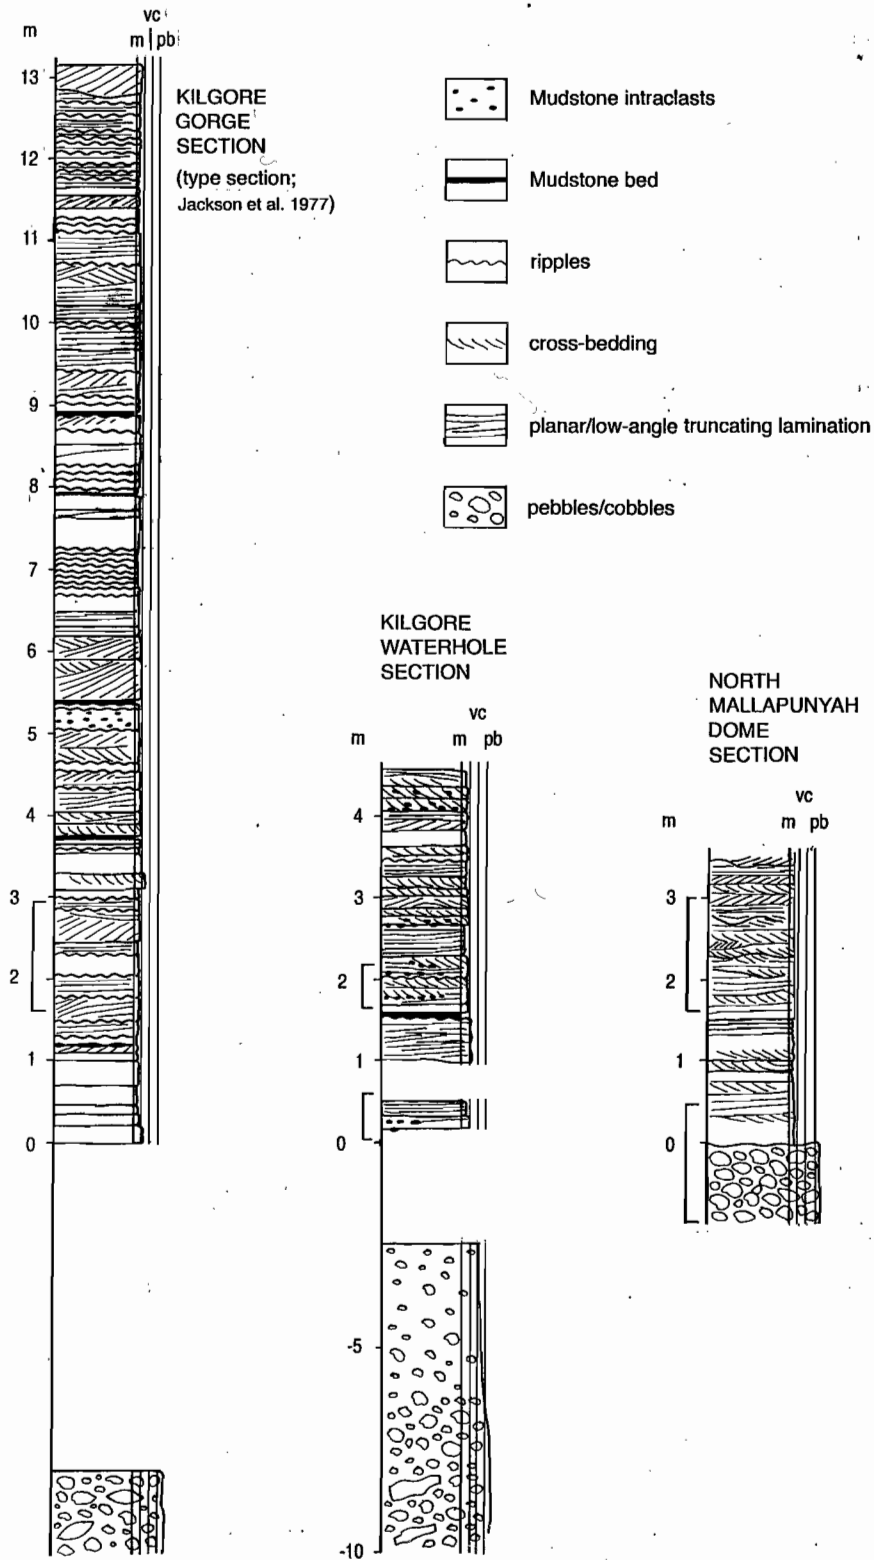 m
vc
m pb
13
12
11
10
9
8
7
6
5
4
3
2
1
0
KILGORE
GORGE
SECTION
(type section;
Jackson et al. 1977)
Mudstone intraclasts
Mudstone bed
ripples
cross-bedding
planar/low-angle truncating lamination
pebbles/cobbles
KILGORE
WATERHOLE
SECTION
vc
m m pb
4
3
2
1
0
-5
-10
NORTH
MALLAPUNYAH
DOME
SECTION
vc
m m pb
3
2
1
0